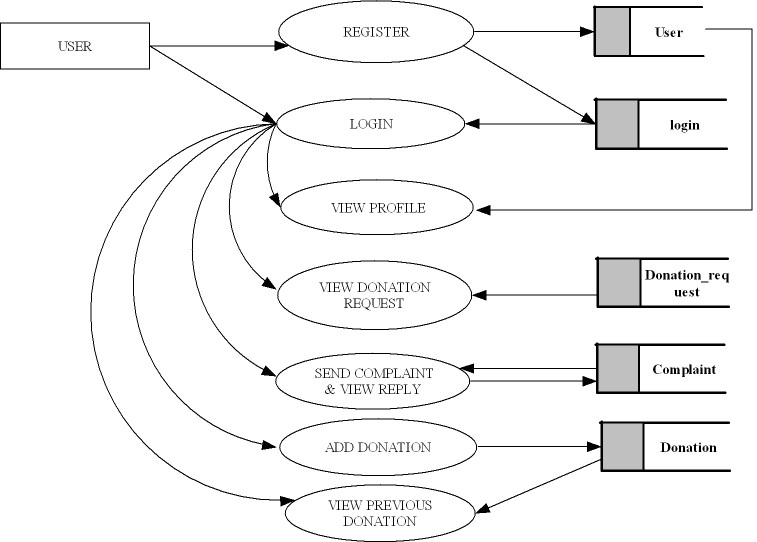 USER
REGISTER
User
LOGIN
login
VIEW PROFILE
VIEW DONATION
REQUEST
Donation_req
uest
SEND COMPLAINT
& VIEW REPLY
Complaint
ADD DONATION
Donation
VIEW PREVIOUS
DONATION